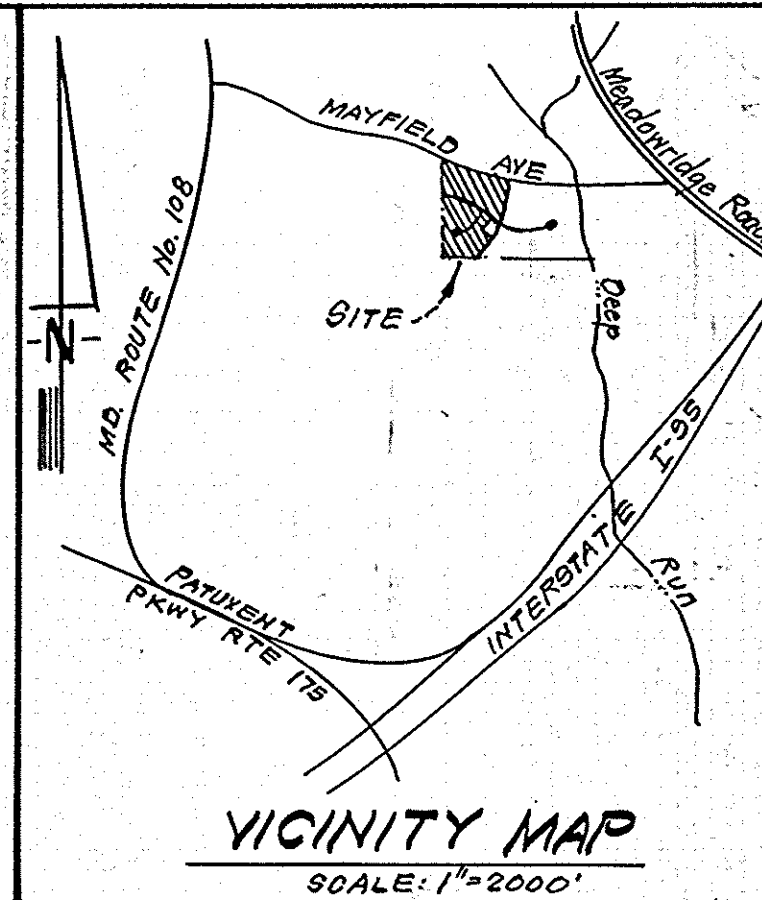 Meadowridge Road
MAYFIELD AVE
MD. ROUTE No. 108
SITE
Deep
N
INTERSTATE I-95
Run
PATUXENT
PKWY RTE 175
VICINITY MAP
SCALE: 1"=2000'